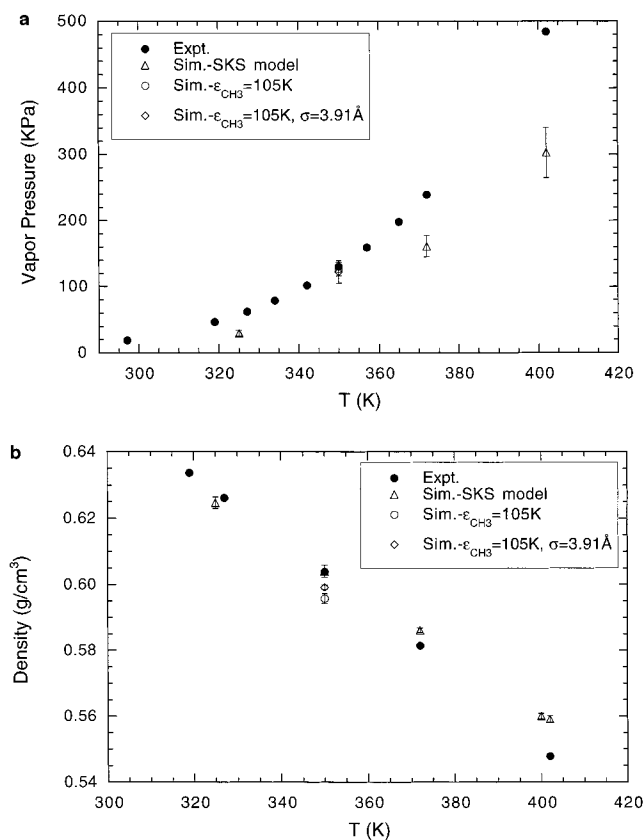 a
500
400
300
200
100
0
Vapor Pressure (KPa)
Expt.
Sim.-SKS model
Sim.-εCH3=105K
Sim.-εCH3=105K, σ=3.91Å
300 320 340 360 380 400 420
T (K)
b
0.64
0.62
0.60
0.58
0.56
0.54
Density (g/cm³)
Expt.
Sim.-SKS model
Sim.-εCH3=105K
Sim.-εCH3=105K, σ=3.91Å
300 320 340 360 380 400 420
T (K)